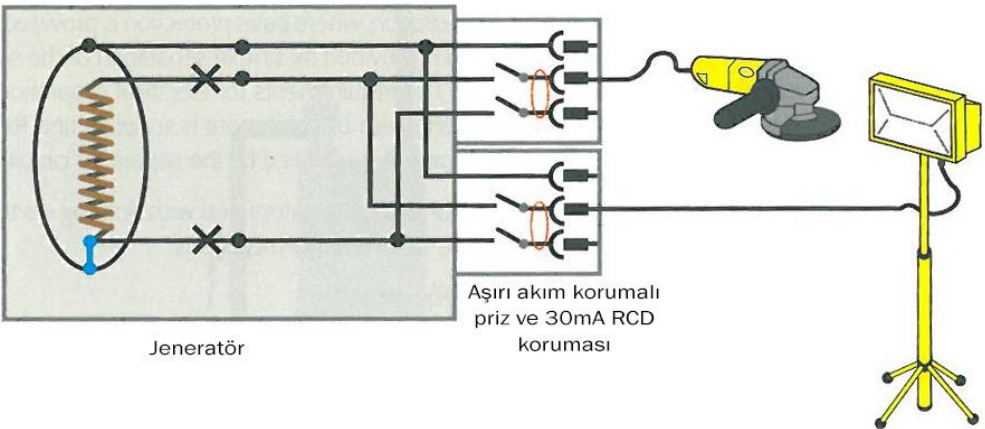 Aşırı akım korumalı
priz ve 30mA RCD
koruması
Jeneratör